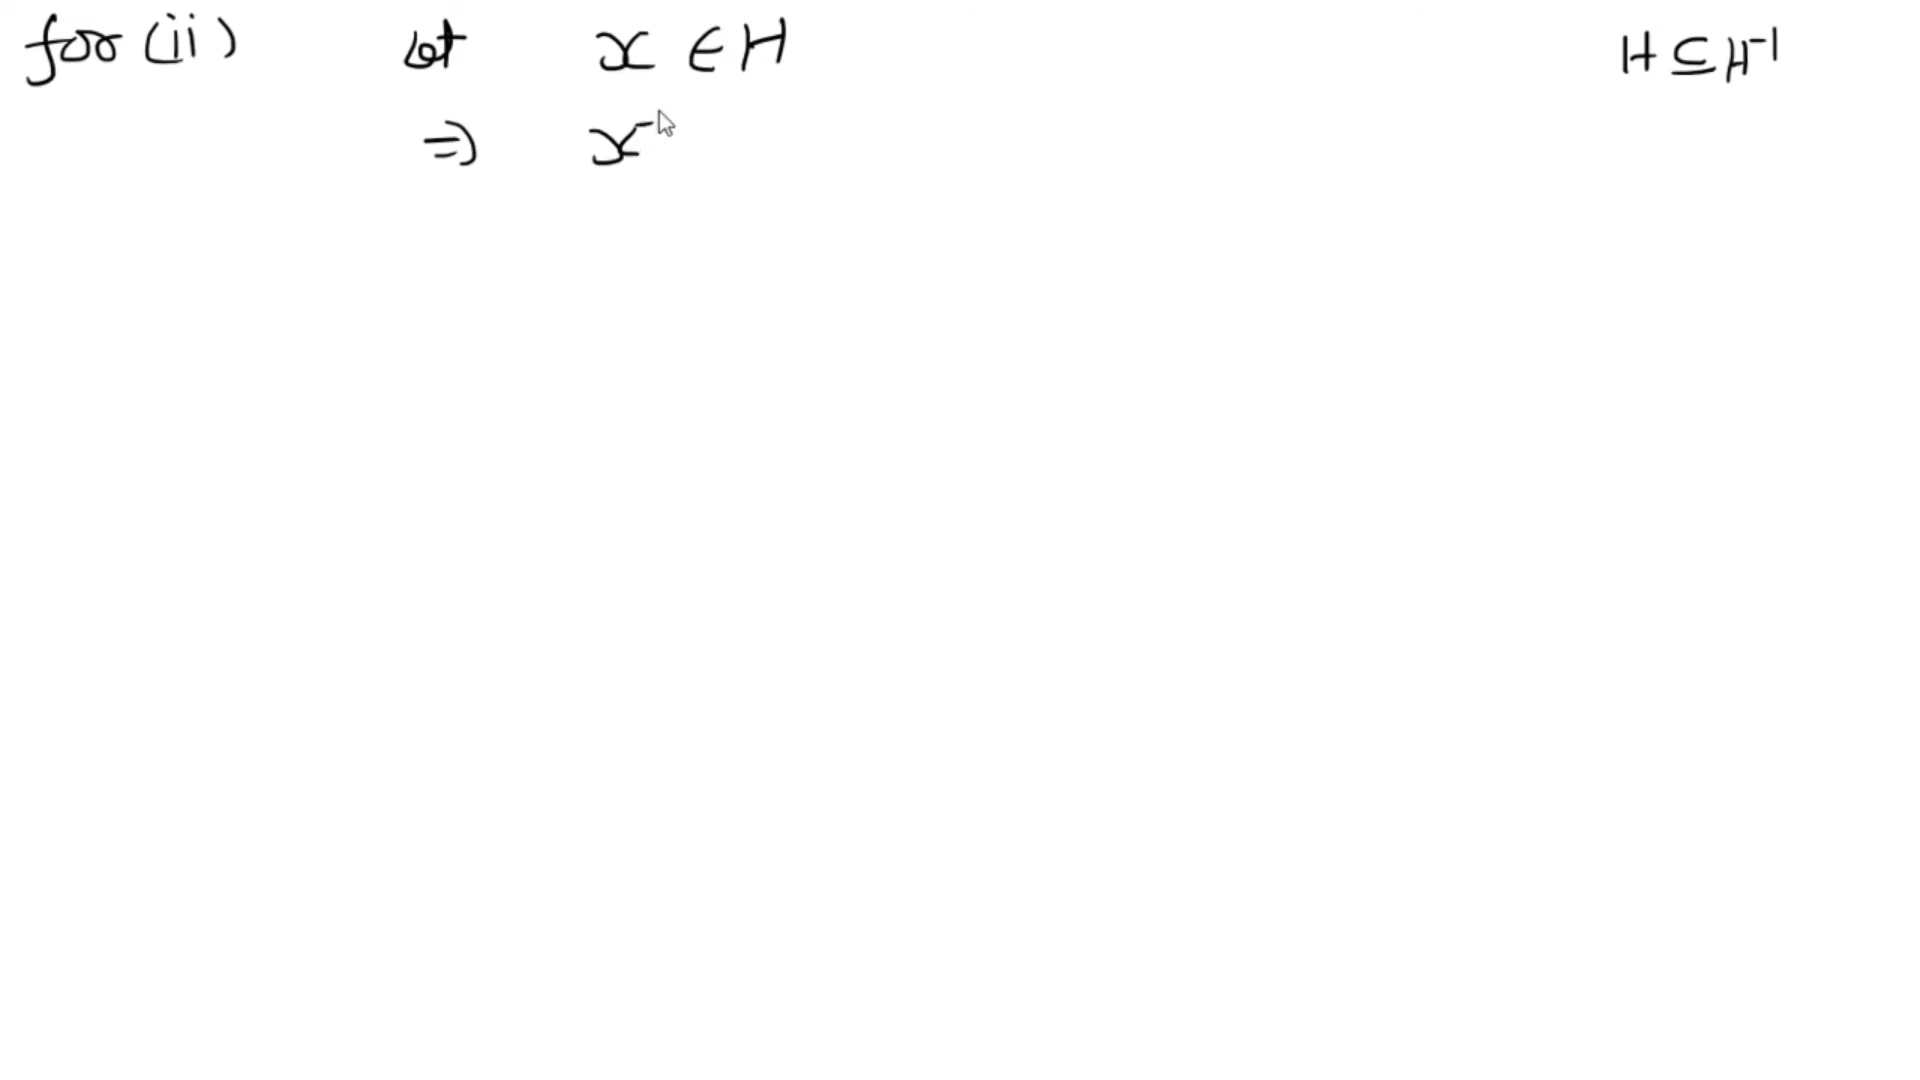 for (ii) let x ∈ H H ⊆ H⁻¹
⇒ x⁻